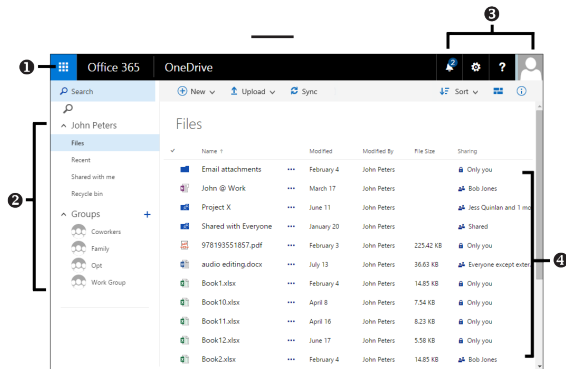 ❸
❶ Office 365 OneDrive 2 ?
Search New Upload Sync Sort
❷
John Peters
Files
Recent
Shared with me
Recycle bin
Groups +
Coworkers
Family
Opt
Work Group
Files
Name ↑ Modified Modified By File Size Sharing
Email attachments ... February 4 John Peters Only you
John @ Work ... March 17 John Peters Bob Jones
Project X ... June 11 John Peters Jess Quinlan and 1 mo
Shared with Everyone ... January 20 John Peters Shared
978193551857.pdf ... February 3 John Peters 225.42 KB Only you
audio editing.docx ... July 13 John Peters 36.63 KB Everyone except exter
Book1.xlsx ... February 4 John Peters 14.85 KB Only you
Book10.xlsx ... April 8 John Peters 7.54 KB Only you
Book11.xlsx ... April 16 John Peters 8.23 KB Only you
Book12.xlsx ... June 17 John Peters 5.58 KB Only you
Book2.xlsx ... February 4 John Peters 14.85 KB Bob Jones
❹